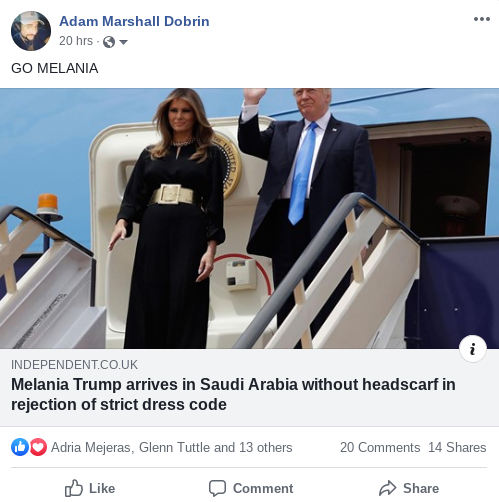 Adam Marshall Dobrin
20 hrs ·
GO MELANIA
INDEPENDENT.CO.UK
Melania Trump arrives in Saudi Arabia without headscarf in
rejection of strict dress code
Adria Mejeras, Glenn Tuttle and 13 others 20 Comments 14 Shares
Like Comment Share